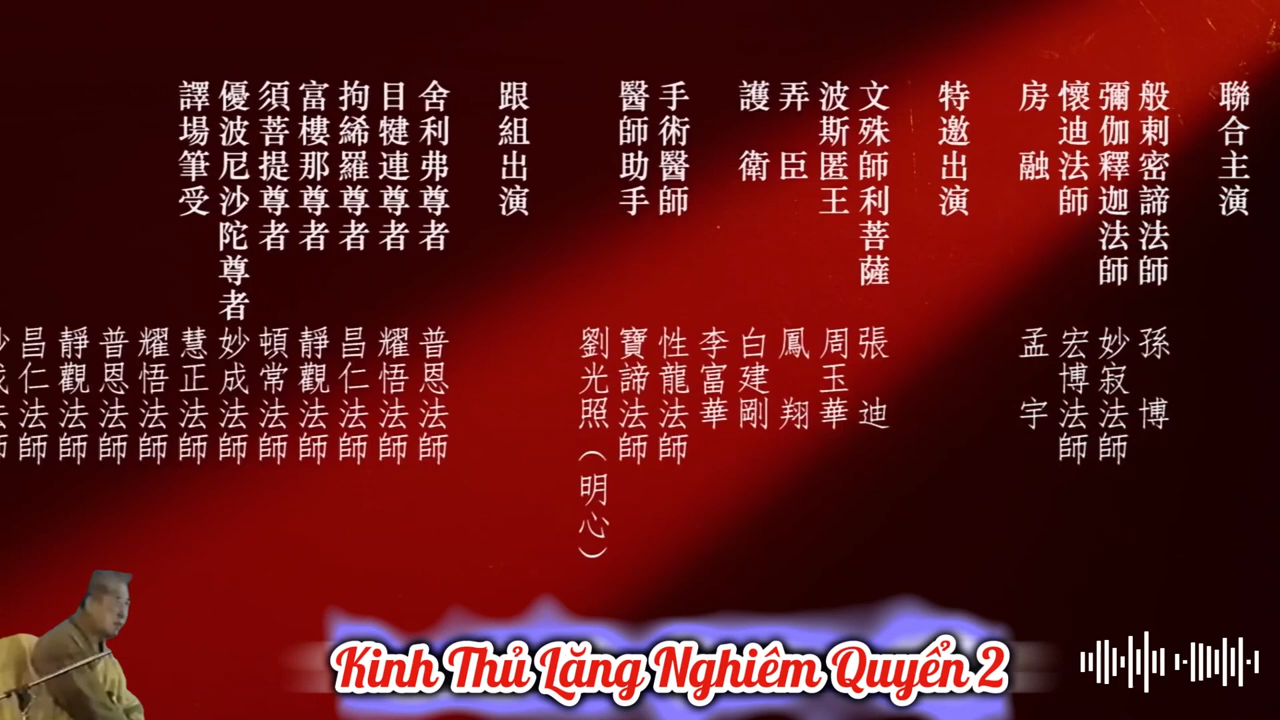 聯合主演
般剌密諦法師 孫博
彌伽釋迦法師 妙寂法師
懷迪法師 宏博法師
房融 孟宇
特邀出演
文殊師利菩薩 張迪
波斯匿王 周玉華
弄臣 鳳翔
護衛 白建剛
李富華
手術醫師 性龍法師
醫師助手 寶諦法師
劉光照（明心）
跟組出演
舍利弗尊者 普恩法師
目犍連尊者 耀悟法師
拘絺羅尊者 昌仁法師
富樓那尊者 靜觀法師
須菩提尊者 頓常法師
優波尼沙陀尊者 妙成法師
譯場筆受 慧正法師
耀悟法師
普恩法師
靜觀法師
昌仁法師
Kinh Thủ Lăng Nghiêm Quyển 2